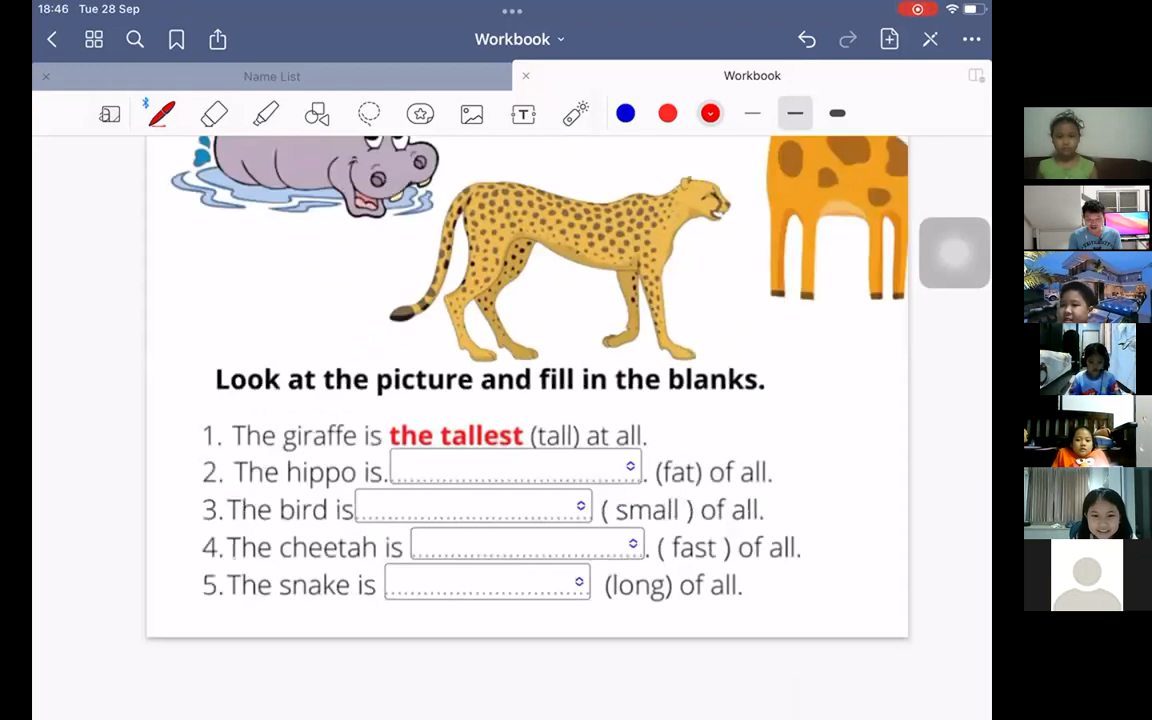 18:46 Tue 28 Sep
Workbook
Name List
Workbook
T
Look at the picture and fill in the blanks.
1. The giraffe is the tallest (tall) at all.
2. The hippo is. . (fat) of all.
3.The bird is ( small ) of all.
4.The cheetah is . ( fast ) of all.
5.The snake is (long) of all.